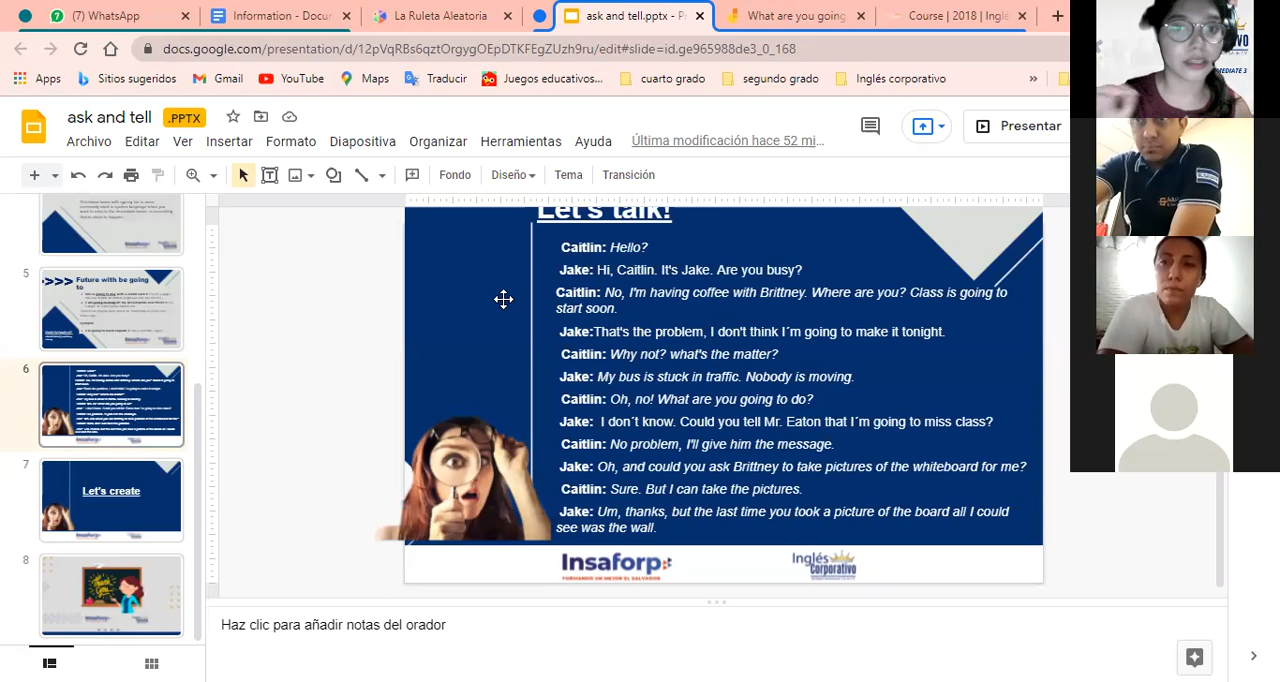 (7) WhatsApp
Information - Docur
La Ruleta Aleatoria
ask and tell.pptx - P
What are you going
Course | 2018 | Inglé
docs.google.com/presentation/d/12pVqRBs6qztOrgygOEpDTKFEgZUzh9ru/edit#slide=id.ge965988de3_0_168
Apps
Sitios sugeridos
Gmail
YouTube
Maps
Traducir
Juegos educativos...
cuarto grado
segundo grado
Inglés corporativo
ask and tell
.PPTX
Presentar
Archivo
Editar
Ver
Insertar
Formato
Diapositiva
Organizar
Herramientas
Ayuda
Última modificación hace 52 mi...
Fondo
Diseño
Tema
Transición
5
Future with be going
to
6
7
Let's create
8
Let's talk!
Caitlin: Hello?
Jake: Hi, Caitlin. It's Jake. Are you busy?
Caitlin: No, I'm having coffee with Brittney. Where are you? Class is going to
start soon.
Jake:That's the problem, I don't think I´m going to make it tonight.
Caitlin: Why not? what's the matter?
Jake: My bus is stuck in traffic. Nobody is moving.
Caitlin: Oh, no! What are you going to do?
Jake: I don´t know. Could you tell Mr. Eaton that I´m going to miss class?
Caitlin: No problem, I'll give him the message.
Jake: Oh, and could you ask Brittney to take pictures of the whiteboard for me?
Caitlin: Sure. But I can take the pictures.
Jake: Um, thanks, but the last time you took a picture of the board all I could
see was the wall.
Insaforp
FORMANDO UN MEJOR EL SALVADOR
Inglés
Corporativo
Haz clic para añadir notas del orador
MEDIATE 3